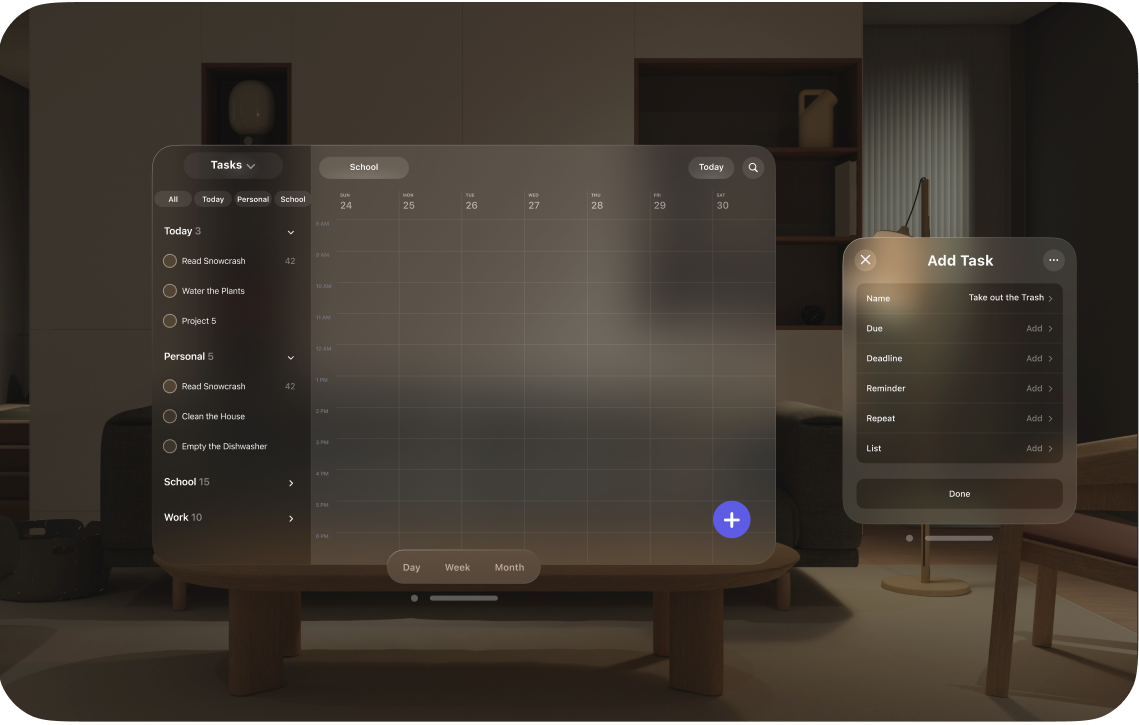 Tasks
All Today Personal School
Today 3
Read Snowcrash 42
Water the Plants
Project 5
Personal 5
Read Snowcrash 42
Clean the House
Empty the Dishwasher
School 15
Work 10
School
Today
SUN MON TUE WED THU FRI SAT
24 25 26 27 28 29 30
9 AM
10 AM
11 AM
12 AM
1 PM
2 PM
3 PM
4 PM
5 PM
6 PM
Day Week Month
Add Task
Name Take out the Trash
Due Add
Deadline Add
Reminder Add
Repeat Add
List Add
Done